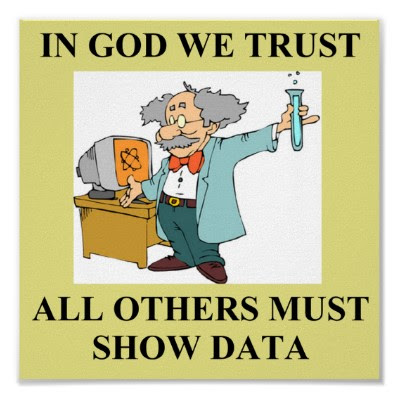 IN GOD WE TRUST
ALL OTHERS MUST
SHOW DATA